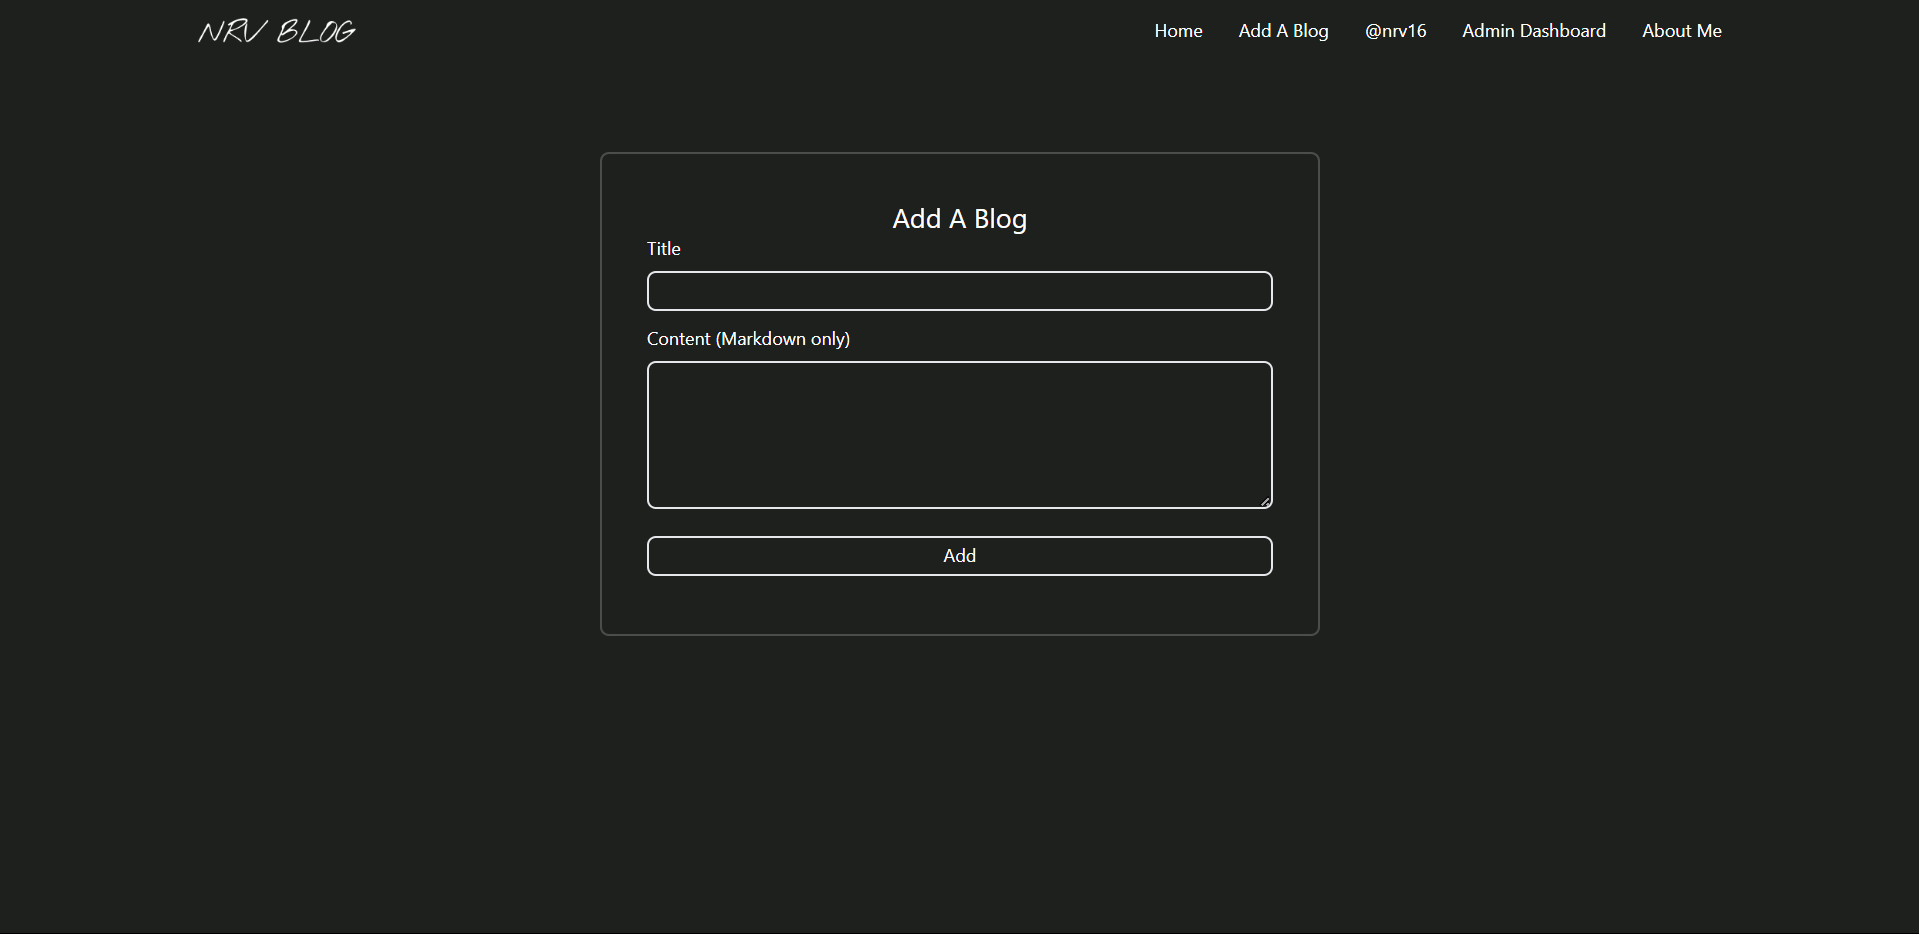 NRV BLOG
Home Add A Blog @nrv16 Admin Dashboard About Me
Add A Blog
Title
Content (Markdown only)
Add